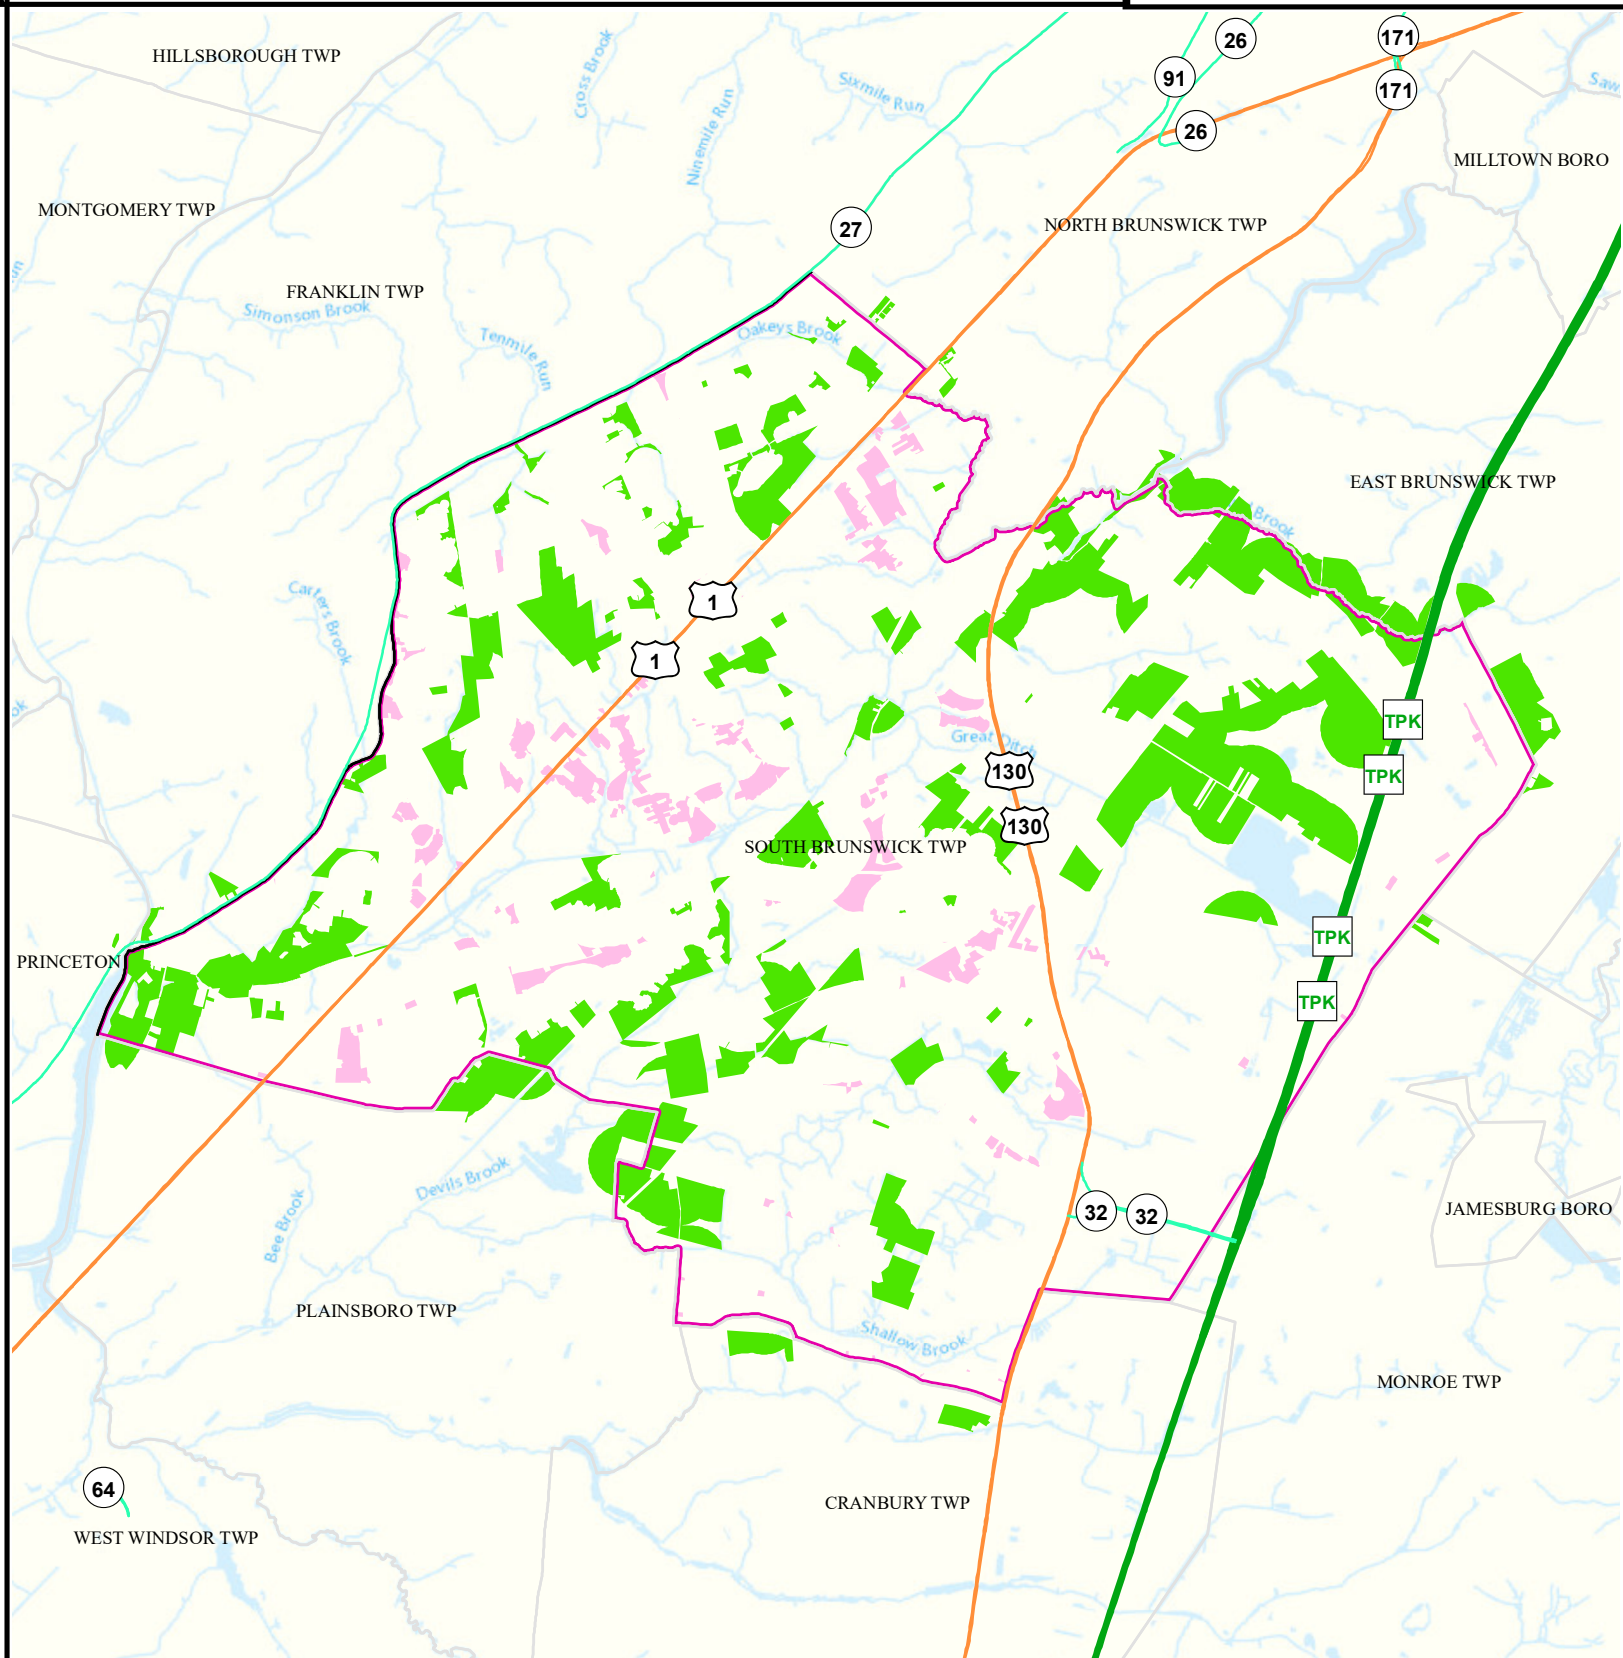 171
26
HILLSBOROUGH TWP
Cross Brook
Sixmile Run
91
171
Saw
26
Ninemile Run
MILLTOWN BORO
MONTGOMERY TWP
27
NORTH BRUNSWICK TWP
FRANKLIN TWP
Simonson Brook
Oakeys Brook
Tenmile Run
EAST BRUNSWICK TWP
Brook
1
Carters Brook
1
TPK
Great Ditch
130
TPK
130
SOUTH BRUNSWICK TWP
TPK
PRINCETON
TPK
Devils Brook
32
32
JAMESBURG BORO
Bee Brook
PLAINSBORO TWP
Shallow Brook
MONROE TWP
64
CRANBURY TWP
WEST WINDSOR TWP